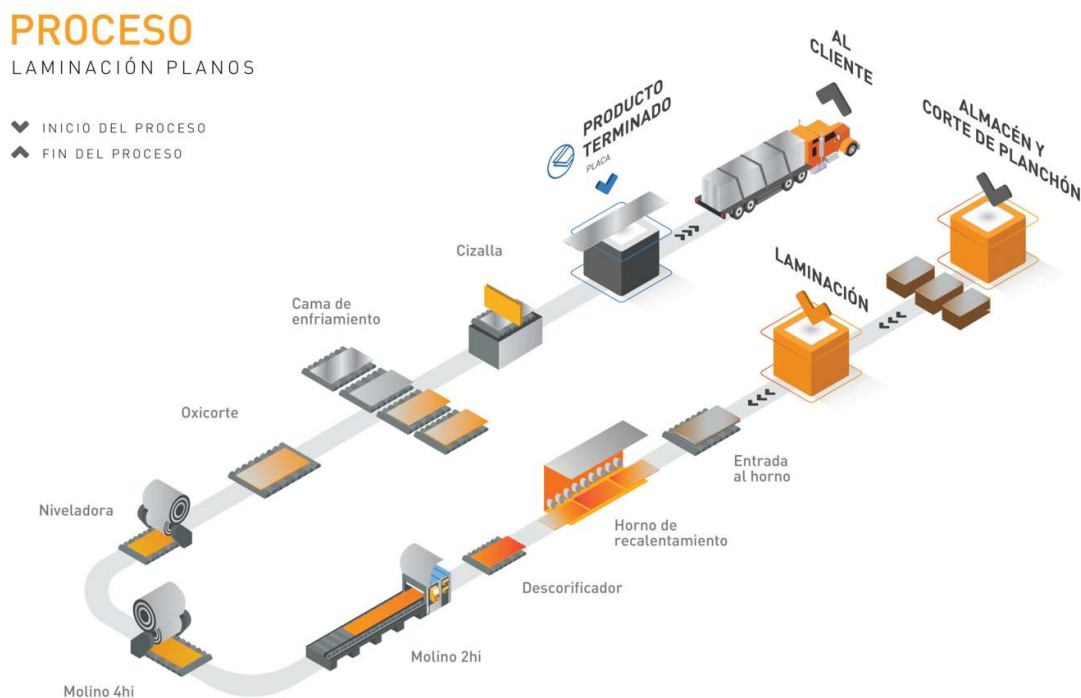 PROCESO
LAMINACIÓN PLANOS
INICIO DEL PROCESO
FIN DEL PROCESO
AL
CLIENTE
ALMACÉN Y
CORTE DE PLANCHÓN
PRODUCTO
TERMINADO
PLACA
LAMINACIÓN
Cizalla
Cama de
enfriamiento
Oxicorte
Niveladora
Entrada
al horno
Horno de
recalentamiento
Descorificador
Molino 2hi
Molino 4hi